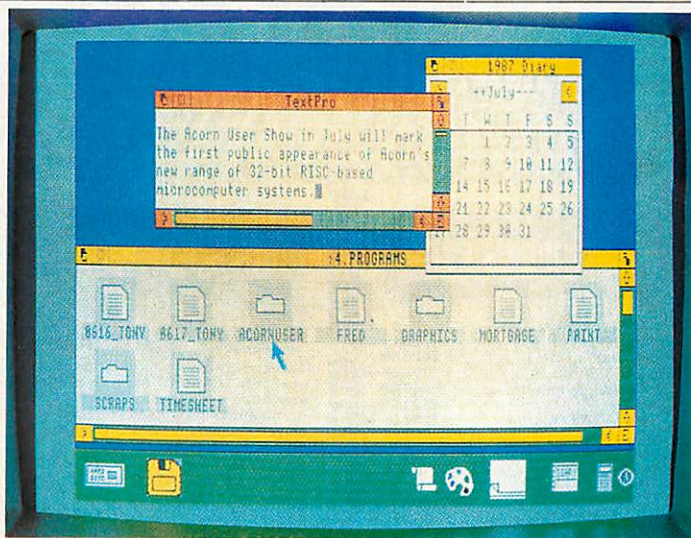 1987 Diary
++July---
TextPro
The Acorn User Show in July will mark
the first public appearance of Acorn's
new range of 32-bit RISC-based
microcomputer systems.
T W T F S S
1 2 3 4 5
7 8 9 10 11 12
14 15 16 17 18 19
21 22 23 24 25 26
27 28 29 30 31
:4.PROGRAMS
8616_TONY 8617_TONY ACORNUSER FRED GRAPHICS MORTGAGE PAINT
SCRAPS TIMESHEET